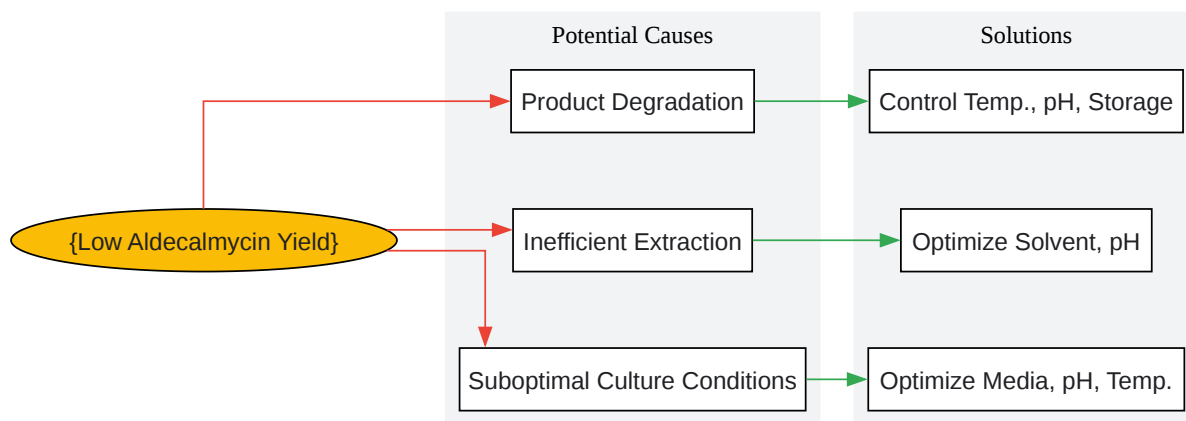 Potential Causes
Solutions
Product Degradation
Control Temp., pH, Storage
{Low Aldecalmycin Yield}
Inefficient Extraction
Optimize Solvent, pH
Suboptimal Culture Conditions
Optimize Media, pH, Temp.